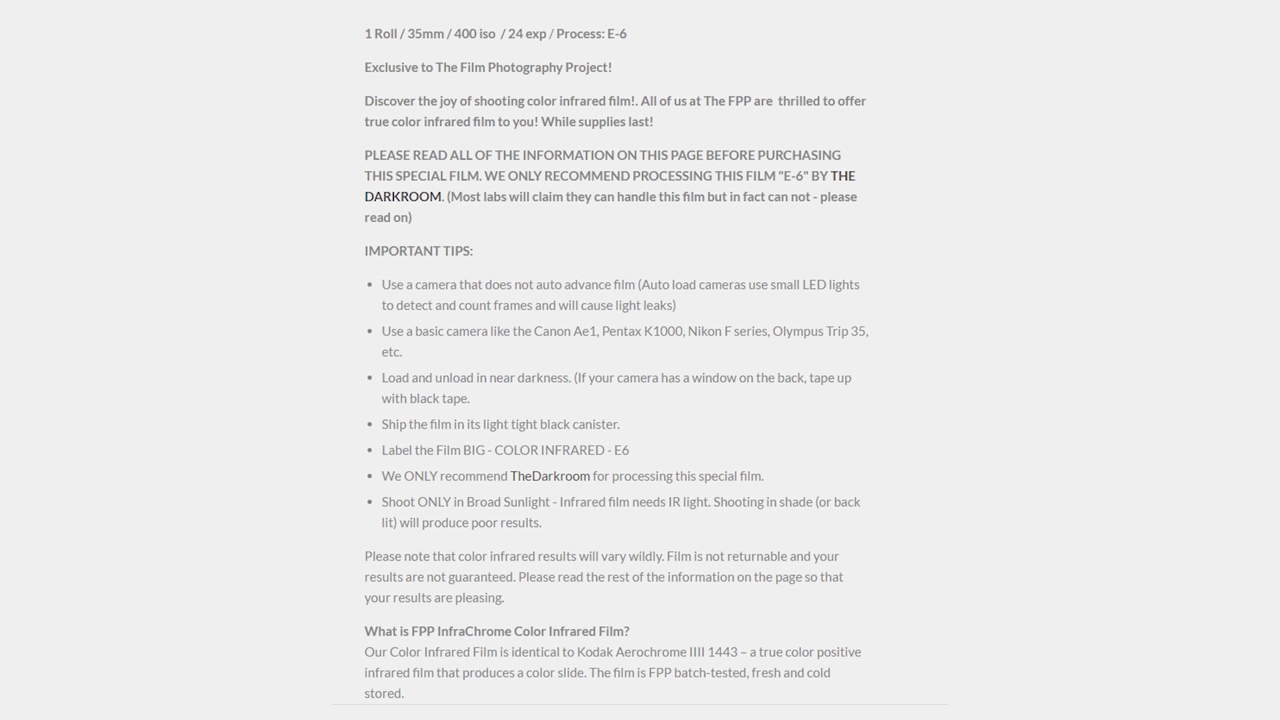 1 Roll / 35mm / 400 iso  / 24 exp / Process: E-6
Exclusive to The Film Photography Project!
Discover the joy of shooting color infrared film!. All of us at The FPP are  thrilled to offer
true color infrared film to you! While supplies last!
PLEASE READ ALL OF THE INFORMATION ON THIS PAGE BEFORE PURCHASING
THIS SPECIAL FILM. WE ONLY RECOMMEND PROCESSING THIS FILM "E-6" BY THE
DARKROOM. (Most labs will claim they can handle this film but in fact can not - please
read on)
IMPORTANT TIPS:
• Use a camera that does not auto advance film (Auto load cameras use small LED lights
to detect and count frames and will cause light leaks)
• Use a basic camera like the Canon Ae1, Pentax K1000, Nikon F series, Olympus Trip 35,
etc.
• Load and unload in near darkness. (If your camera has a window on the back, tape up
with black tape.
• Ship the film in its light tight black canister.
• Label the Film BIG - COLOR INFRARED - E6
• We ONLY recommend TheDarkroom for processing this special film.
• Shoot ONLY in Broad Sunlight - Infrared film needs IR light. Shooting in shade (or back
lit) will produce poor results.
Please note that color infrared results will vary wildly. Film is not returnable and your
results are not guaranteed. Please read the rest of the information on the page so that
your results are pleasing.
What is FPP InfraChrome Color Infrared Film?
Our Color Infrared Film is identical to Kodak Aerochrome IIII 1443 – a true color positive
infrared film that produces a color slide. The film is FPP batch-tested, fresh and cold
stored.